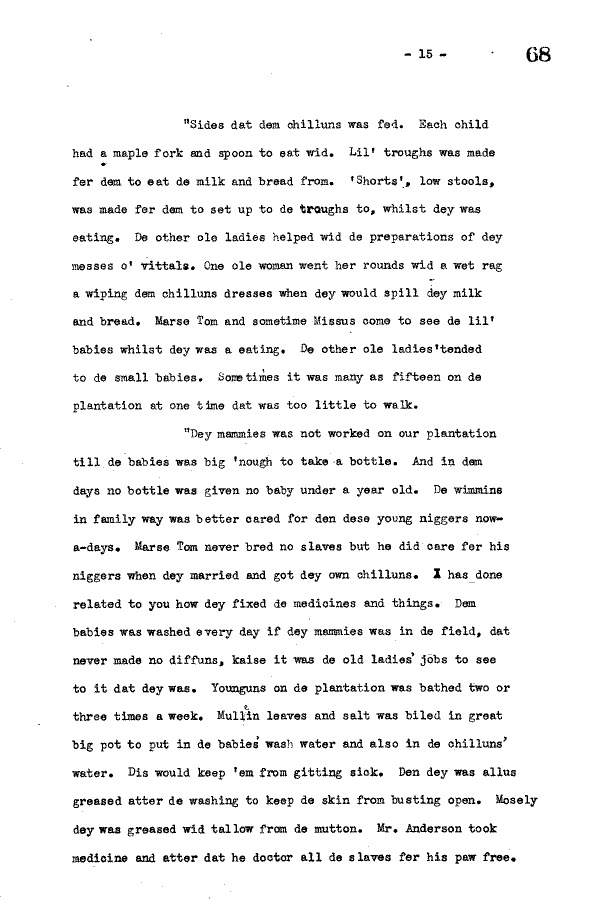 - 15 - 68
"Sides dat dem chilluns was fed. Each child
had a maple fork and spoon to eat wid. Lil' troughs was made
fer dem to eat de milk and bread from. 'Shorts', low stools,
was made fer dem to set up to de troughs to, whilst dey was
eating. De other ole ladies helped wid de preparations of dey
messes o' vittals. One ole woman went her rounds wid a wet rag
a wiping dem chilluns dresses when dey would spill dey milk
and bread. Marse Tom and sometime Missus come to see de lil'
babies whilst dey was a eating. De other ole ladies'tended
to de small babies. Sometimes it was many as fifteen on de
plantation at one time dat was too little to walk.
"Dey mammies was not worked on our plantation
till de babies was big 'nough to take a bottle. And in dem
days no bottle was given no baby under a year old. De wimmins
in family way was better cared for den dese young niggers now-
a-days. Marse Tom never bred no slaves but he did care fer his
niggers when dey married and got dey own chilluns. I has done
related to you how dey fixed de medicines and things. Dem
babies was washed every day if dey mammies was in de field, dat
never made no diffuns, kaise it was de old ladies' jobs to see
to it dat dey was. Younguns on de plantation was bathed two or
three times a week. Mullein leaves and salt was biled in great
big pot to put in de babies' wash water and also in de chilluns'
water. Dis would keep 'em from gitting sick. Den dey was allus
greased atter de washing to keep de skin from busting open. Mosely
dey was greased wid tallow from de mutton. Mr. Anderson took
medicine and atter dat he doctor all de slaves fer his paw free.